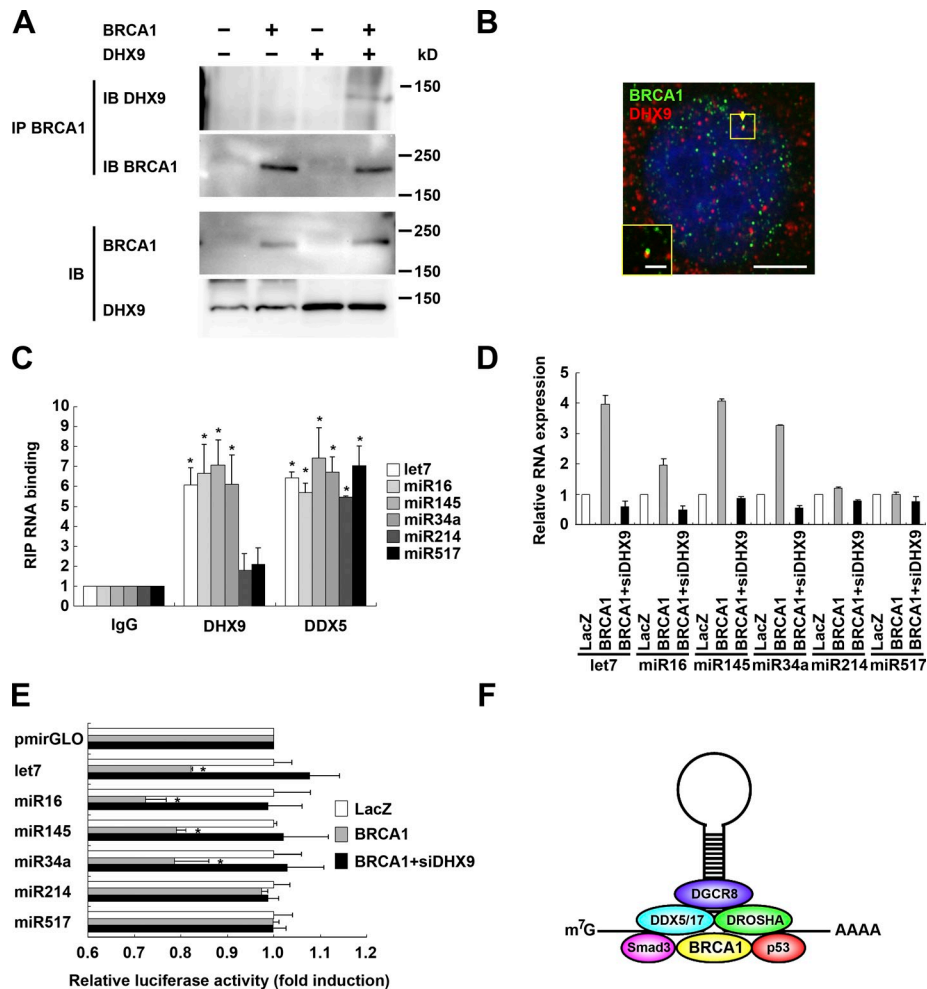 A
BRCA1 – + – +
DHX9 – – + + kD
IP BRCA1
IB DHX9
150
IB BRCA1
250
150
IB
BRCA1
250
150
DHX9
150
B
BRCA1
DHX9
C
RIP RNA binding
10
9
8
7
6
5
4
3
2
1
0
* * * *
* * * * * *
IgG DHX9 DDX5
let7
miR16
miR145
miR34a
miR214
miR517
D
Relative RNA expression
5
4
3
2
1
0
LacZ BRCA1 BRCA1+siDHX9 LacZ BRCA1 BRCA1+siDHX9 LacZ BRCA1 BRCA1+siDHX9 LacZ BRCA1 BRCA1+siDHX9 LacZ BRCA1 BRCA1+siDHX9 LacZ BRCA1 BRCA1+siDHX9
let7 miR16 miR145 miR34a miR214 miR517
E
pmirGLO
let7 *
miR16 *
miR145 *
miR34a *
miR214
miR517
LacZ
BRCA1
BRCA1+siDHX9
0.6 0.7 0.8 0.9 1.0 1.1 1.2
Relative luciferase activity (fold induction)
F
DGCR8
DDX5/17 DROSHA
m⁷G AAAA
Smad3 BRCA1 p53